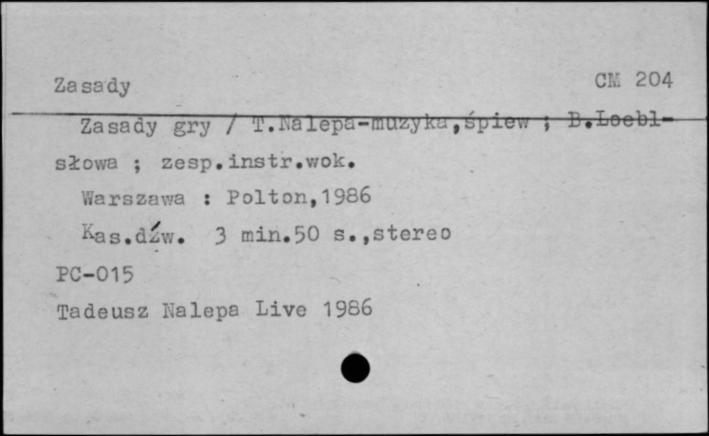 Zasady CM 204
Zasady gry / T.Nalepa-muzyka,śpiew ; B.Loebl-
słowa ; zesp.instr.wok.
Warszawa : Polton,1986
Kas.dźw. 3 min.50 s.,stereo
PC-015
Tadeusz Nalepa Live 1986